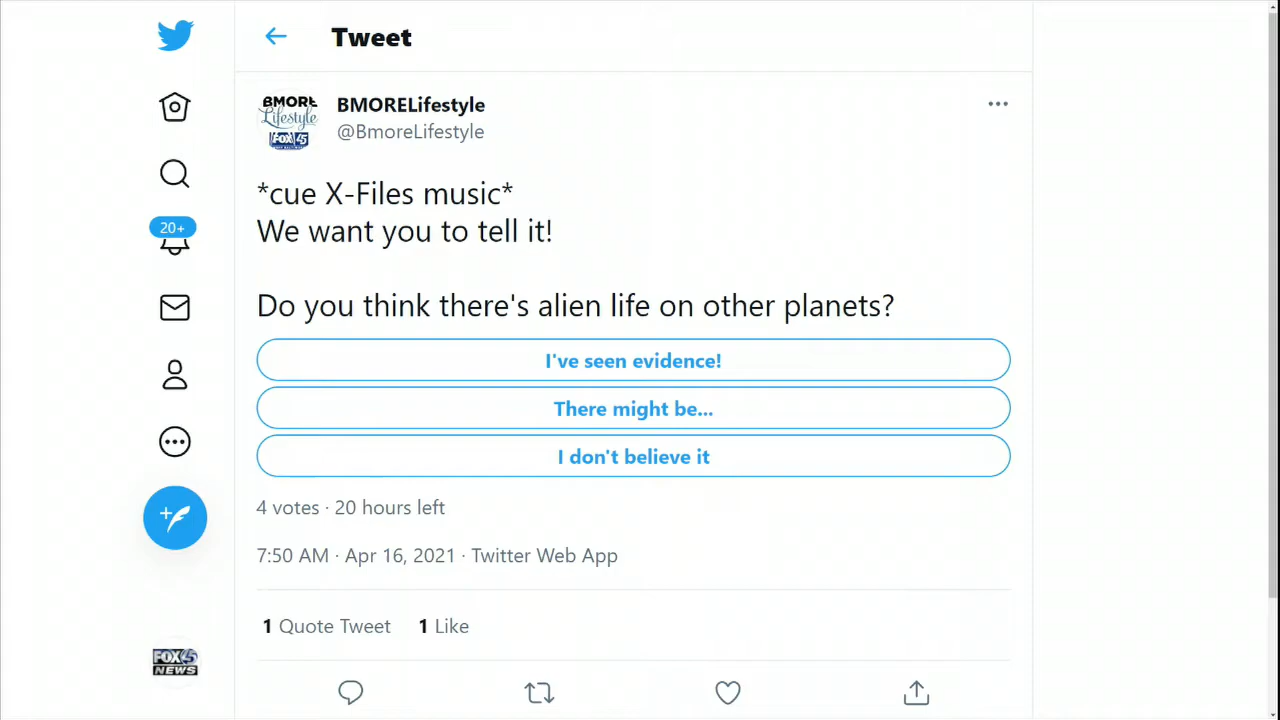 Tweet
BMORE
Lifestyle
FOX 45
BMORELifestyle
@BmoreLifestyle
*cue X-Files music*
We want you to tell it!
Do you think there's alien life on other planets?
I've seen evidence!
There might be...
I don't believe it
4 votes · 20 hours left
7:50 AM · Apr 16, 2021 · Twitter Web App
1 Quote Tweet 1 Like
20+
FOX45
NEWS